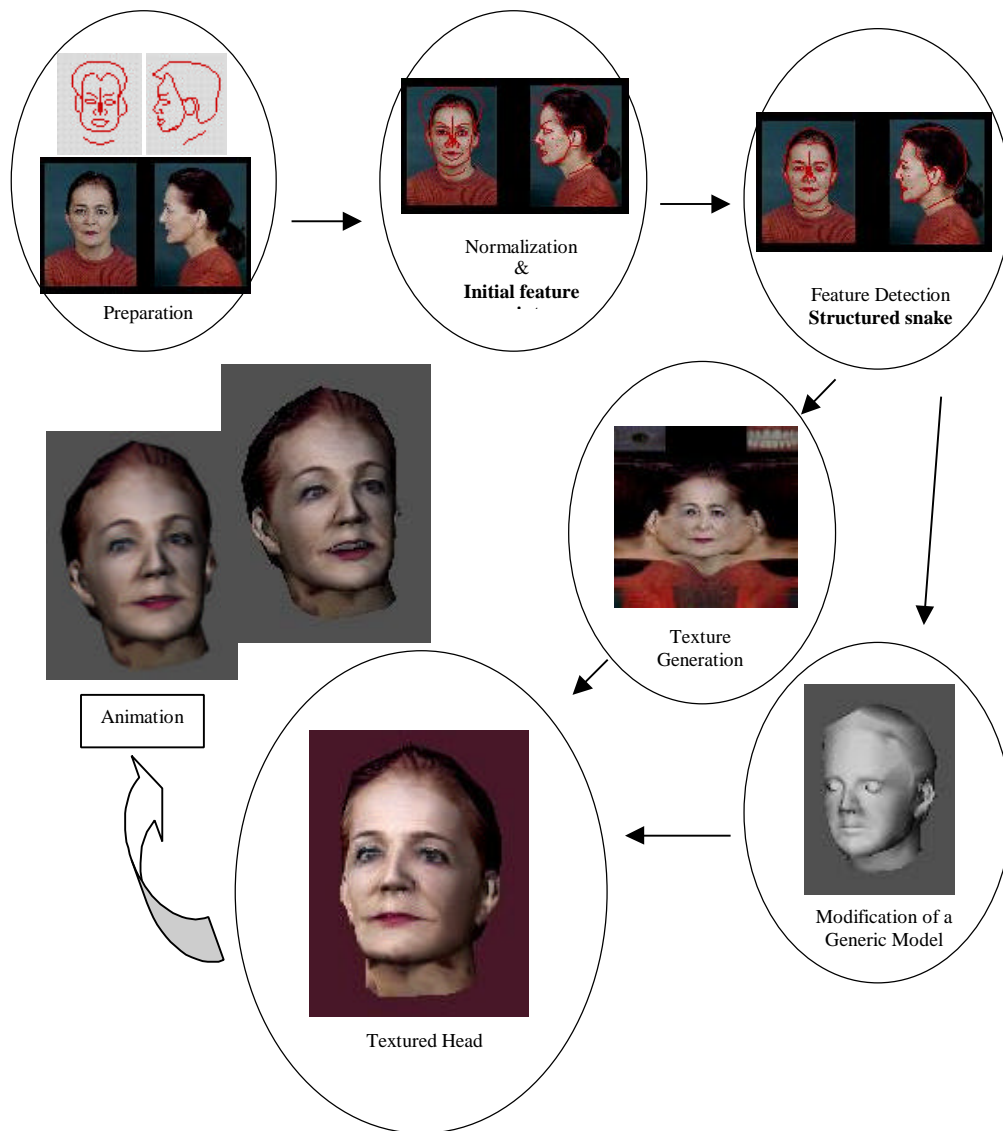 Preparation
Normalization
&
Initial feature
Feature Detection
Structured snake
Texture
Generation
Animation
Modification of a
Generic Model
Textured Head